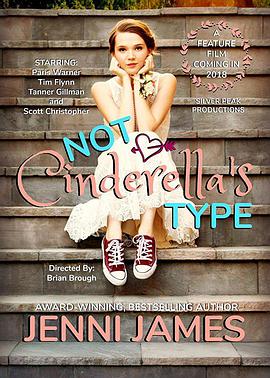 STARRING:
Paris Warner
Tim Flynn
Tanner Gillman
and
Scott Christopher
A
FEATURE
FILM
COMING IN
2018
SILVER PEAK
PRODUCTIONS
NOT
Cinderella's
TYPE
Directed By:
Brian Brough
AWARD-WINNING, BESTSELLING AUTHOR
JENNI JAMES